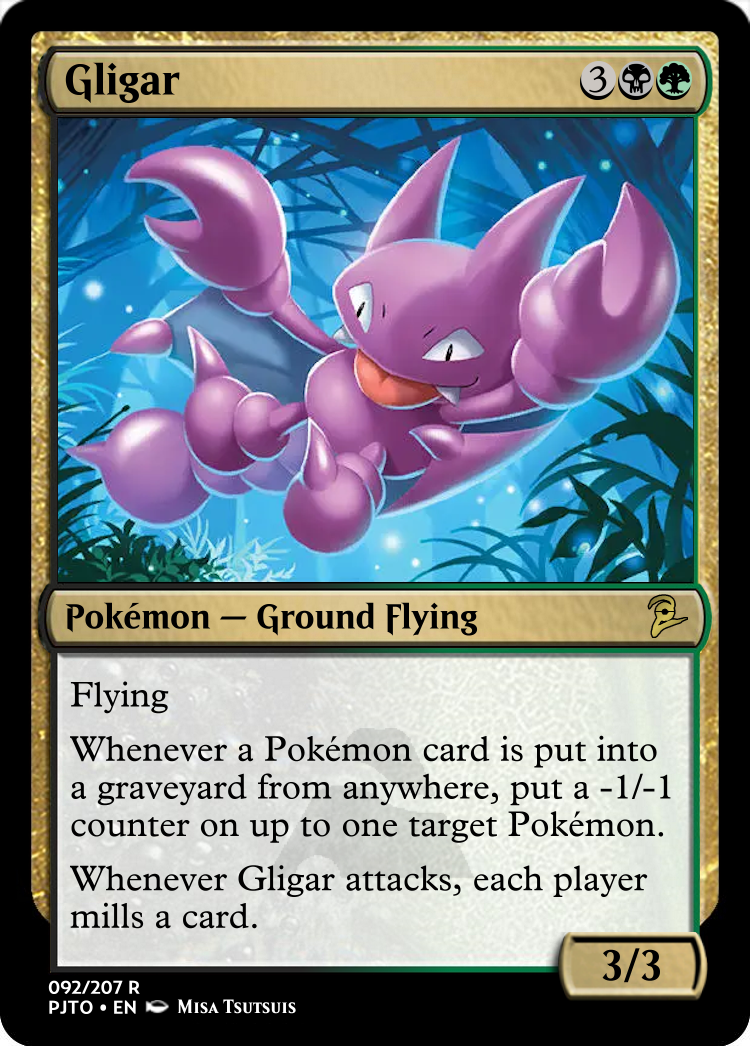 Gligar 3
Pokémon — Ground Flying
Flying
Whenever a Pokémon card is put into
a graveyard from anywhere, put a -1/-1
counter on up to one target Pokémon.
Whenever Gligar attacks, each player
mills a card.
3/3
092/207 R
PJTO • EN Misa Tsutsuis